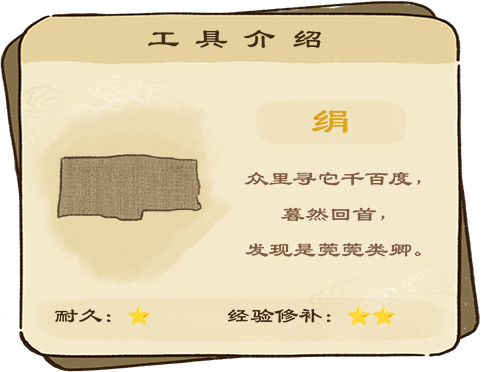 工具介绍
绢
众里寻它千百度，
暮然回首，
发现是莞莞类卿。
耐久：⭐
经验修补：⭐⭐